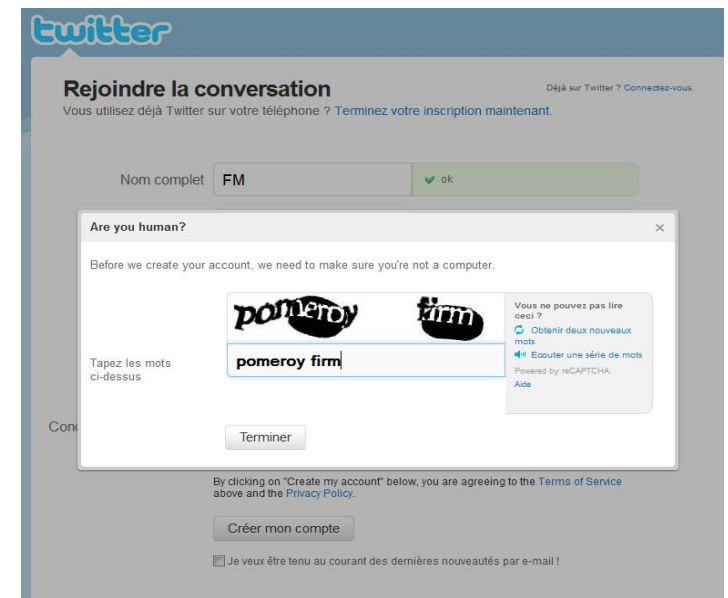 twitter
Rejoindre la conversation
Déjà sur Twitter ? Connectez-vous.
Vous utilisez déjà Twitter sur votre téléphone ? Terminez votre inscription maintenant.
Nom complet FM ok
Are you human? ×
Before we create your account, we need to make sure you're not a computer.
pomeroy firm
Vous ne pouvez pas lire
ceci ?
Obtenir deux nouveaux
mots
Ecouter une série de mots
Powered by reCAPTCHA.
Aide
Tapez les mots
ci-dessus
pomeroy firm
Terminer
By clicking on "Create my account" below, you are agreeing to the Terms of Service
above and the Privacy Policy.
Créer mon compte
Je veux être tenu au courant des dernières nouveautés par e-mail !